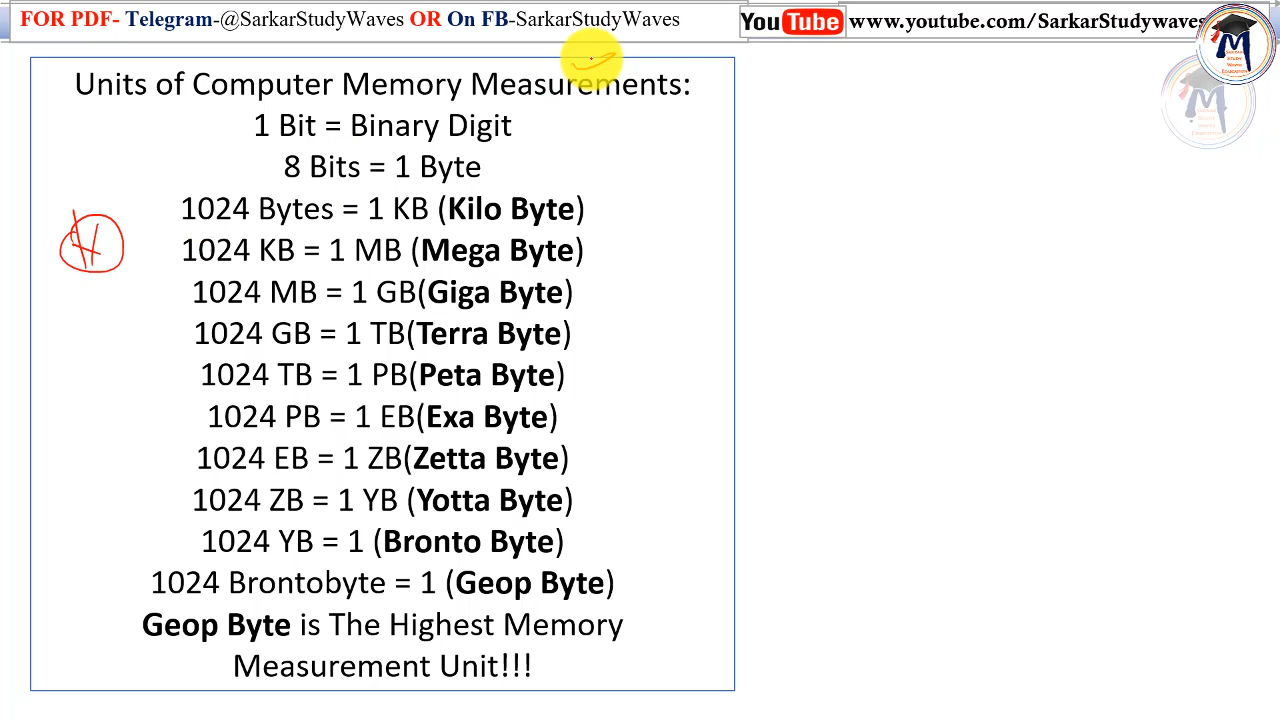 FOR PDF- Telegram-@SarkarStudyWaves OR On FB-SarkarStudyWaves
YouTube www.youtube.com/SarkarStudywaves
Units of Computer Memory Measurements:
1 Bit = Binary Digit
8 Bits = 1 Byte
1024 Bytes = 1 KB (Kilo Byte)
1024 KB = 1 MB (Mega Byte)
1024 MB = 1 GB(Giga Byte)
1024 GB = 1 TB(Terra Byte)
1024 TB = 1 PB(Peta Byte)
1024 PB = 1 EB(Exa Byte)
1024 EB = 1 ZB(Zetta Byte)
1024 ZB = 1 YB (Yotta Byte)
1024 YB = 1 (Bronto Byte)
1024 Brontobyte = 1 (Geop Byte)
Geop Byte is The Highest Memory
Measurement Unit!!!